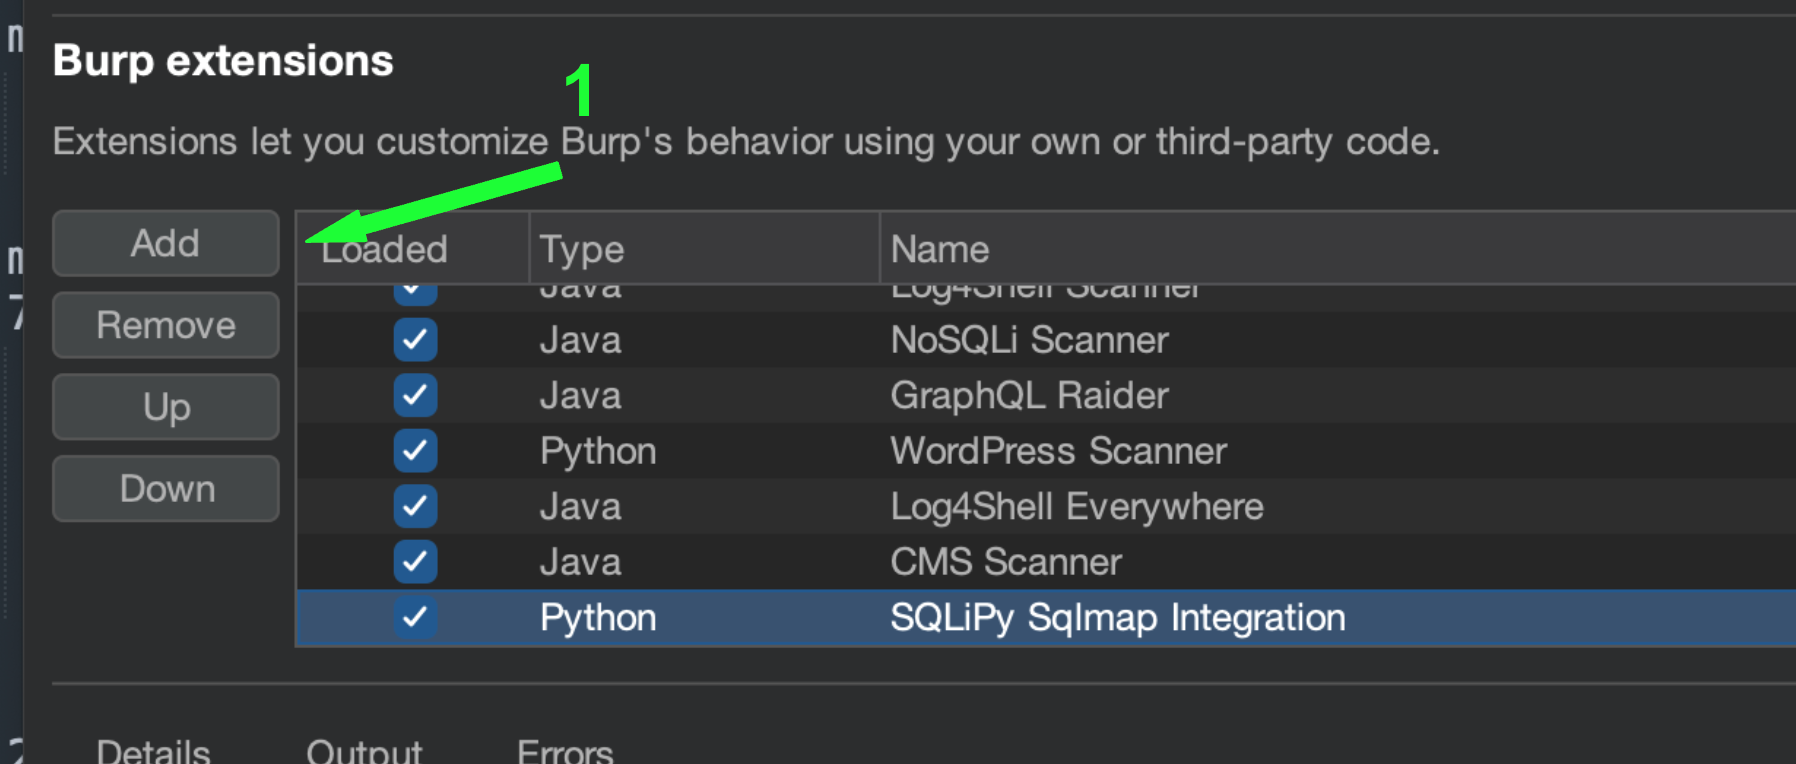 Burp extensions
1
Extensions let you customize Burp's behavior using your own or third-party code.
Add
Remove
Up
Down
Loaded Type Name
Java Log4Shell Scanner
Java NoSQLi Scanner
Java GraphQL Raider
Python WordPress Scanner
Java Log4Shell Everywhere
Java CMS Scanner
Python SQLiPy Sqlmap Integration
Details Output Errors